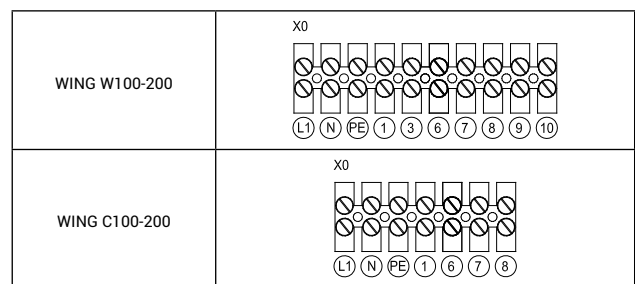 X0
WING W100-200
L1 N PE 1 3 6 7 8 9 10
X0
WING C100-200
L1 N PE 1 6 7 8